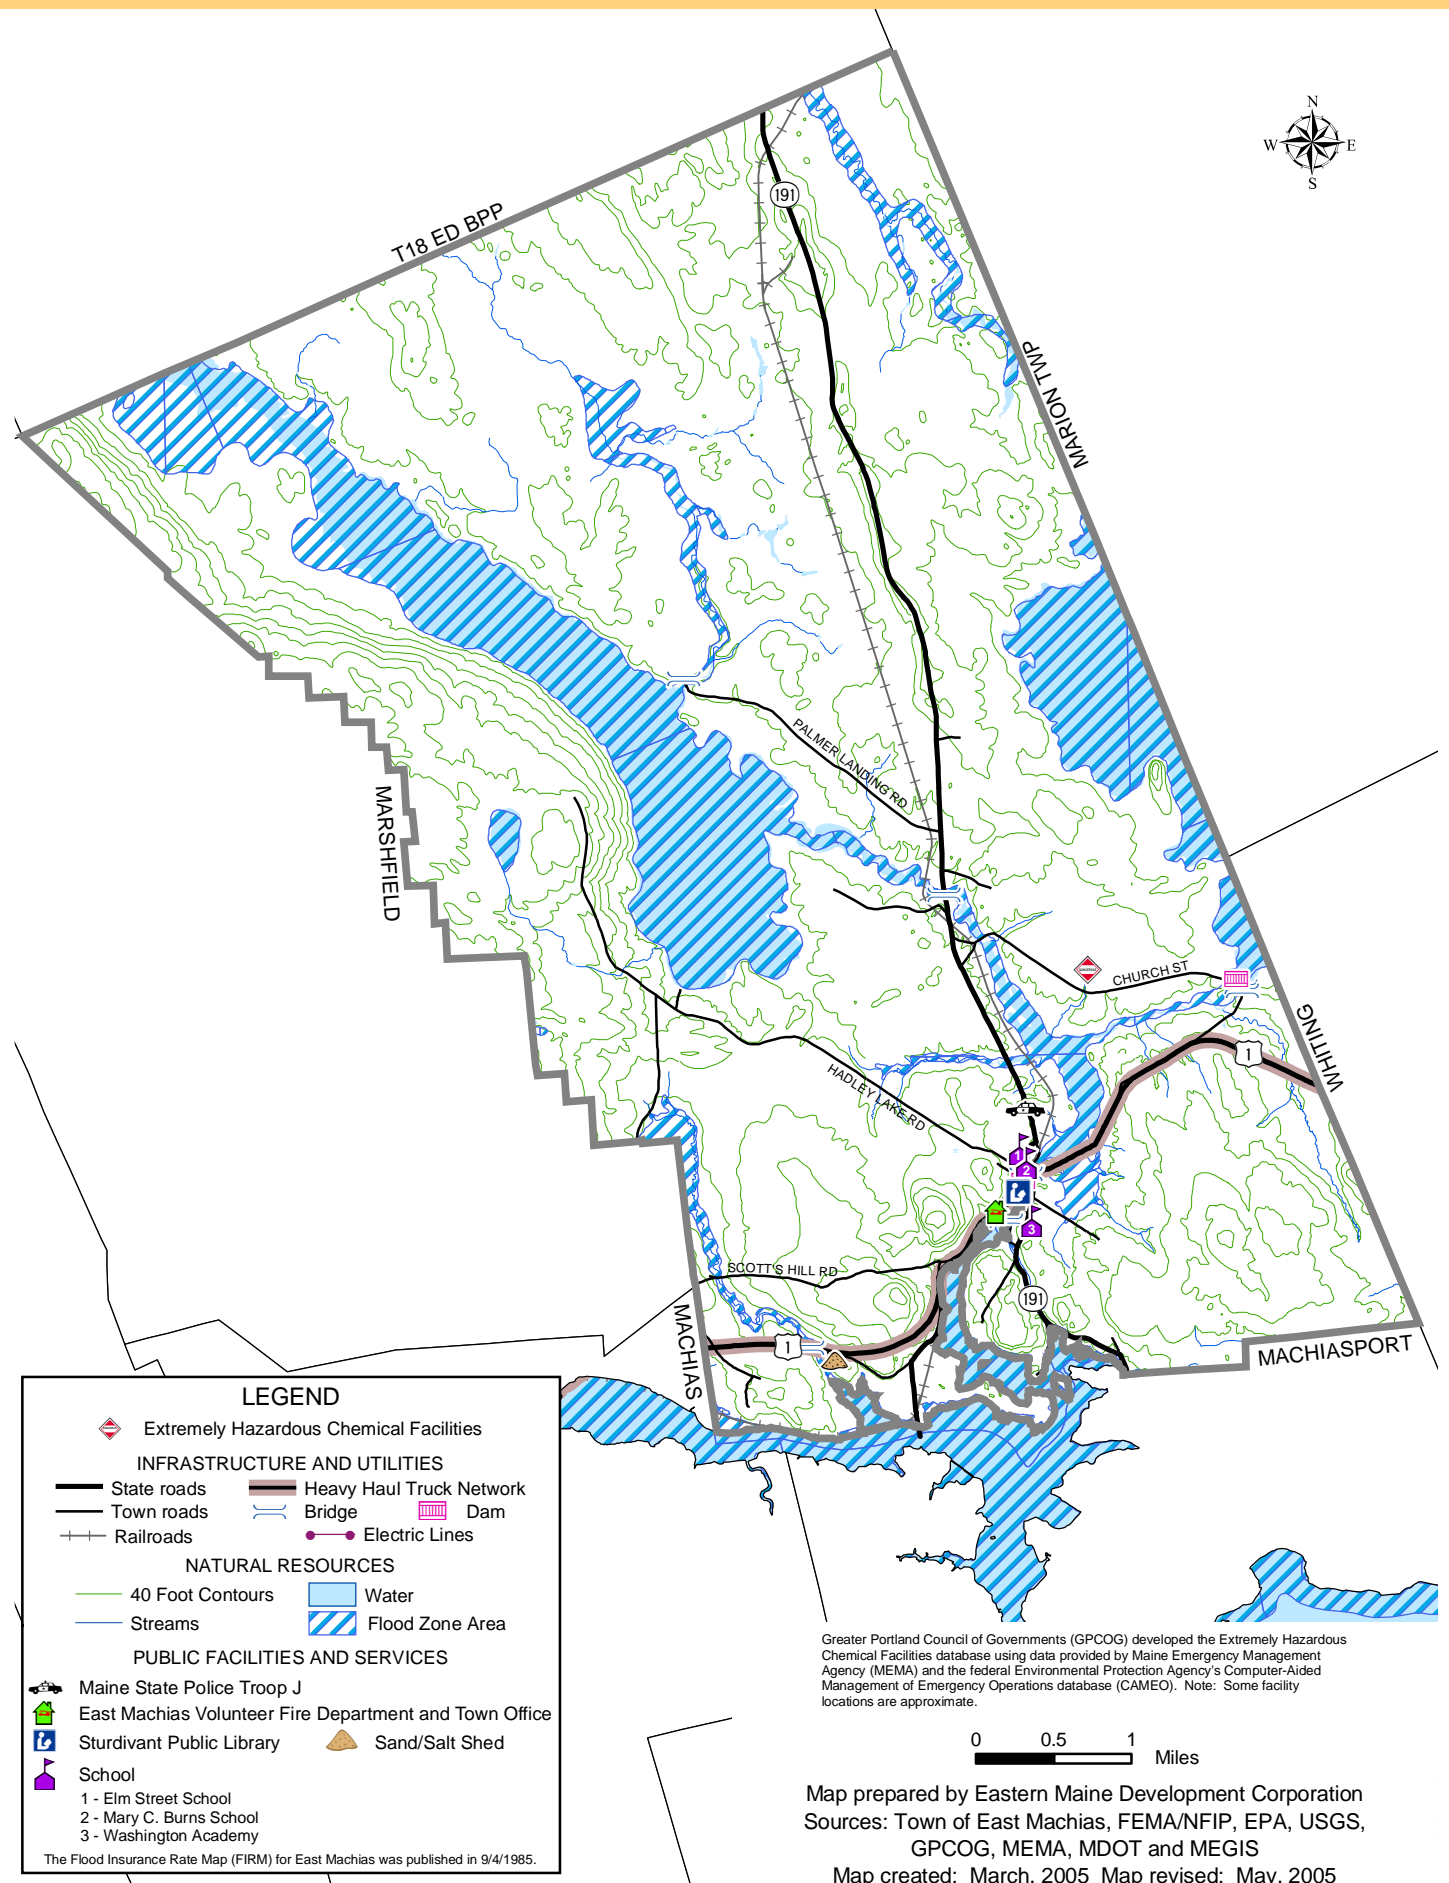 N
W
E
S
191
T18 ED BPP
MARION TWP
PALMER LANDING RD
MARSHFIELD
CHURCH ST
WHITING
1
HADLEY LAKE RD
1
2
3
SCOTT'S HILL RD
191
1
MACHIAS
MACHIASPORT
LEGEND
Extremely Hazardous Chemical Facilities
INFRASTRUCTURE AND UTILITIES
State roads
Heavy Haul Truck Network
Town roads
Bridge
Dam
Railroads
Electric Lines
NATURAL RESOURCES
40 Foot Contours
Water
Streams
Flood Zone Area
PUBLIC FACILITIES AND SERVICES
Maine State Police Troop J
East Machias Volunteer Fire Department and Town Office
Sturdivant Public Library
Sand/Salt Shed
School
1 - Elm Street School
2 - Mary C. Burns School
3 - Washington Academy
The Flood Insurance Rate Map (FIRM) for East Machias was published in 9/4/1985.
Greater Portland Council of Governments (GPCOG) developed the Extremely Hazardous
Chemical Facilities database using data provided by Maine Emergency Management
Agency (MEMA) and the federal Environmental Protection Agency's Computer-Aided
Management of Emergency Operations database (CAMEO). Note: Some facility
locations are approximate.
0 0.5 1
Miles
Map prepared by Eastern Maine Development Corporation
Sources: Town of East Machias, FEMA/NFIP, EPA, USGS,
GPCOG, MEMA, MDOT and MEGIS
Map created: March, 2005 Map revised: May, 2005